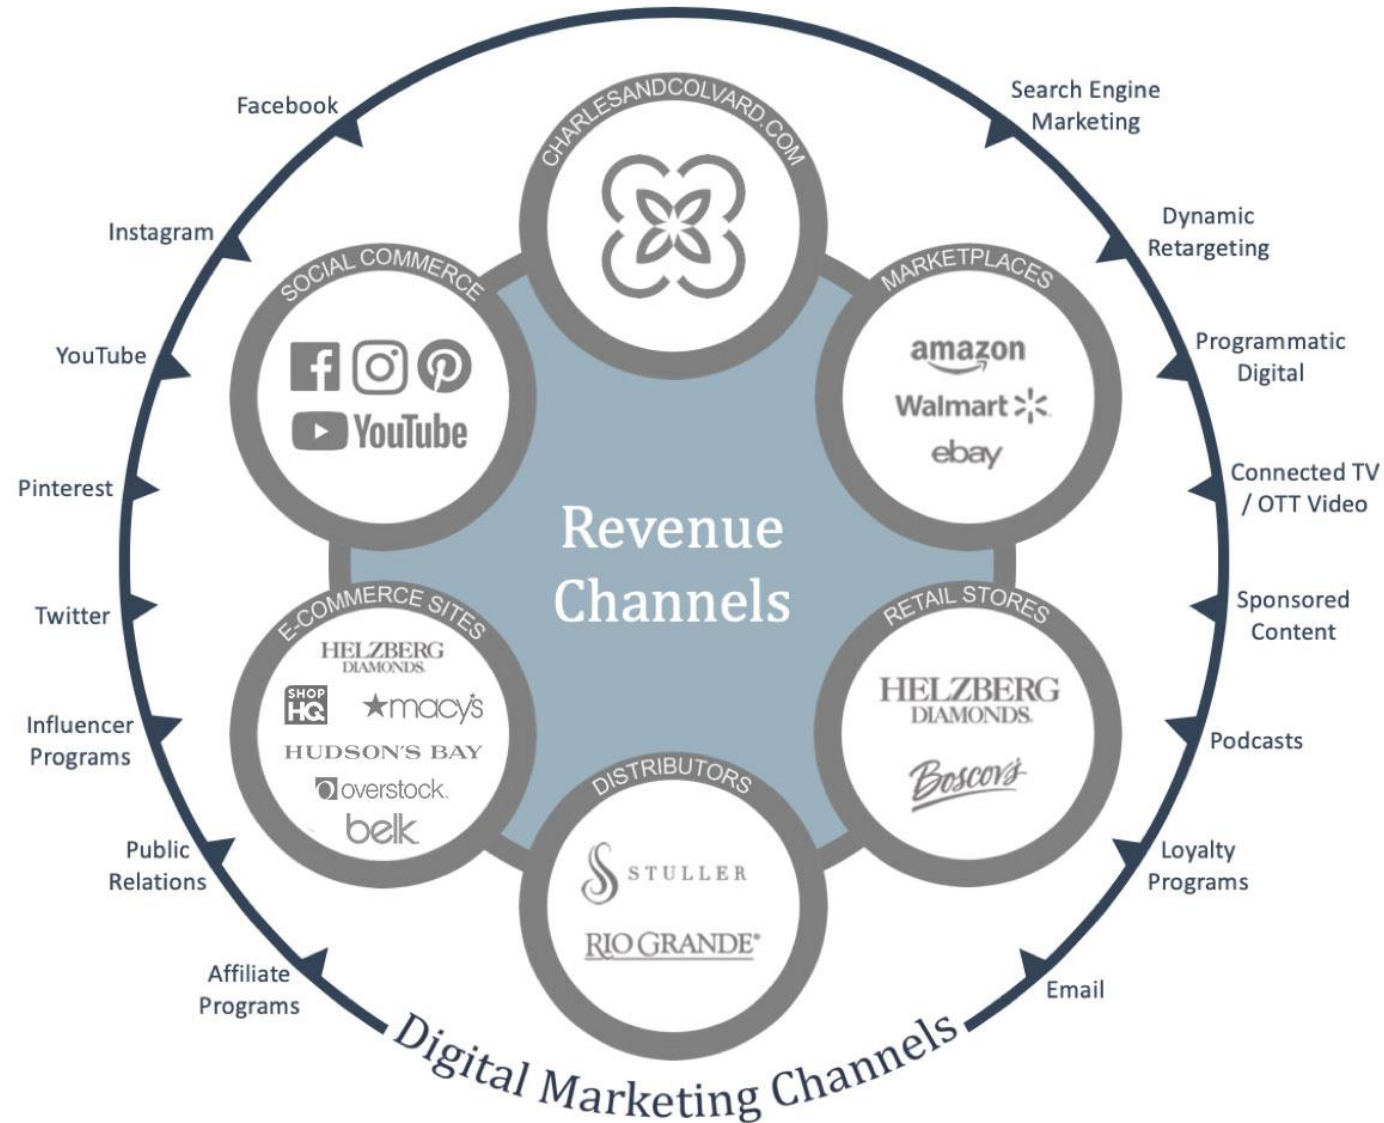 Facebook
Instagram
YouTube
Pinterest
Twitter
Influencer
Programs
Public
Relations
Affiliate
Programs
Search Engine
Marketing
Dynamic
Retargeting
Programmatic
Digital
Connected TV
/ OTT Video
Sponsored
Content
Podcasts
Loyalty
Programs
Email
CHARLESANDCOLVARD.COM
SOCIAL COMMERCE
YouTube
MARKETPLACES
amazon
Walmart
ebay
Revenue
Channels
E-COMMERCE SITES
HELZBERG
DIAMONDS.
SHOP
HQ
macy's
HUDSON'S BAY
overstock.
belk
RETAIL STORES
HELZBERG
DIAMONDS.
Boscov's
DISTRIBUTORS
STULLER
RIO GRANDE®
Digital Marketing Channels